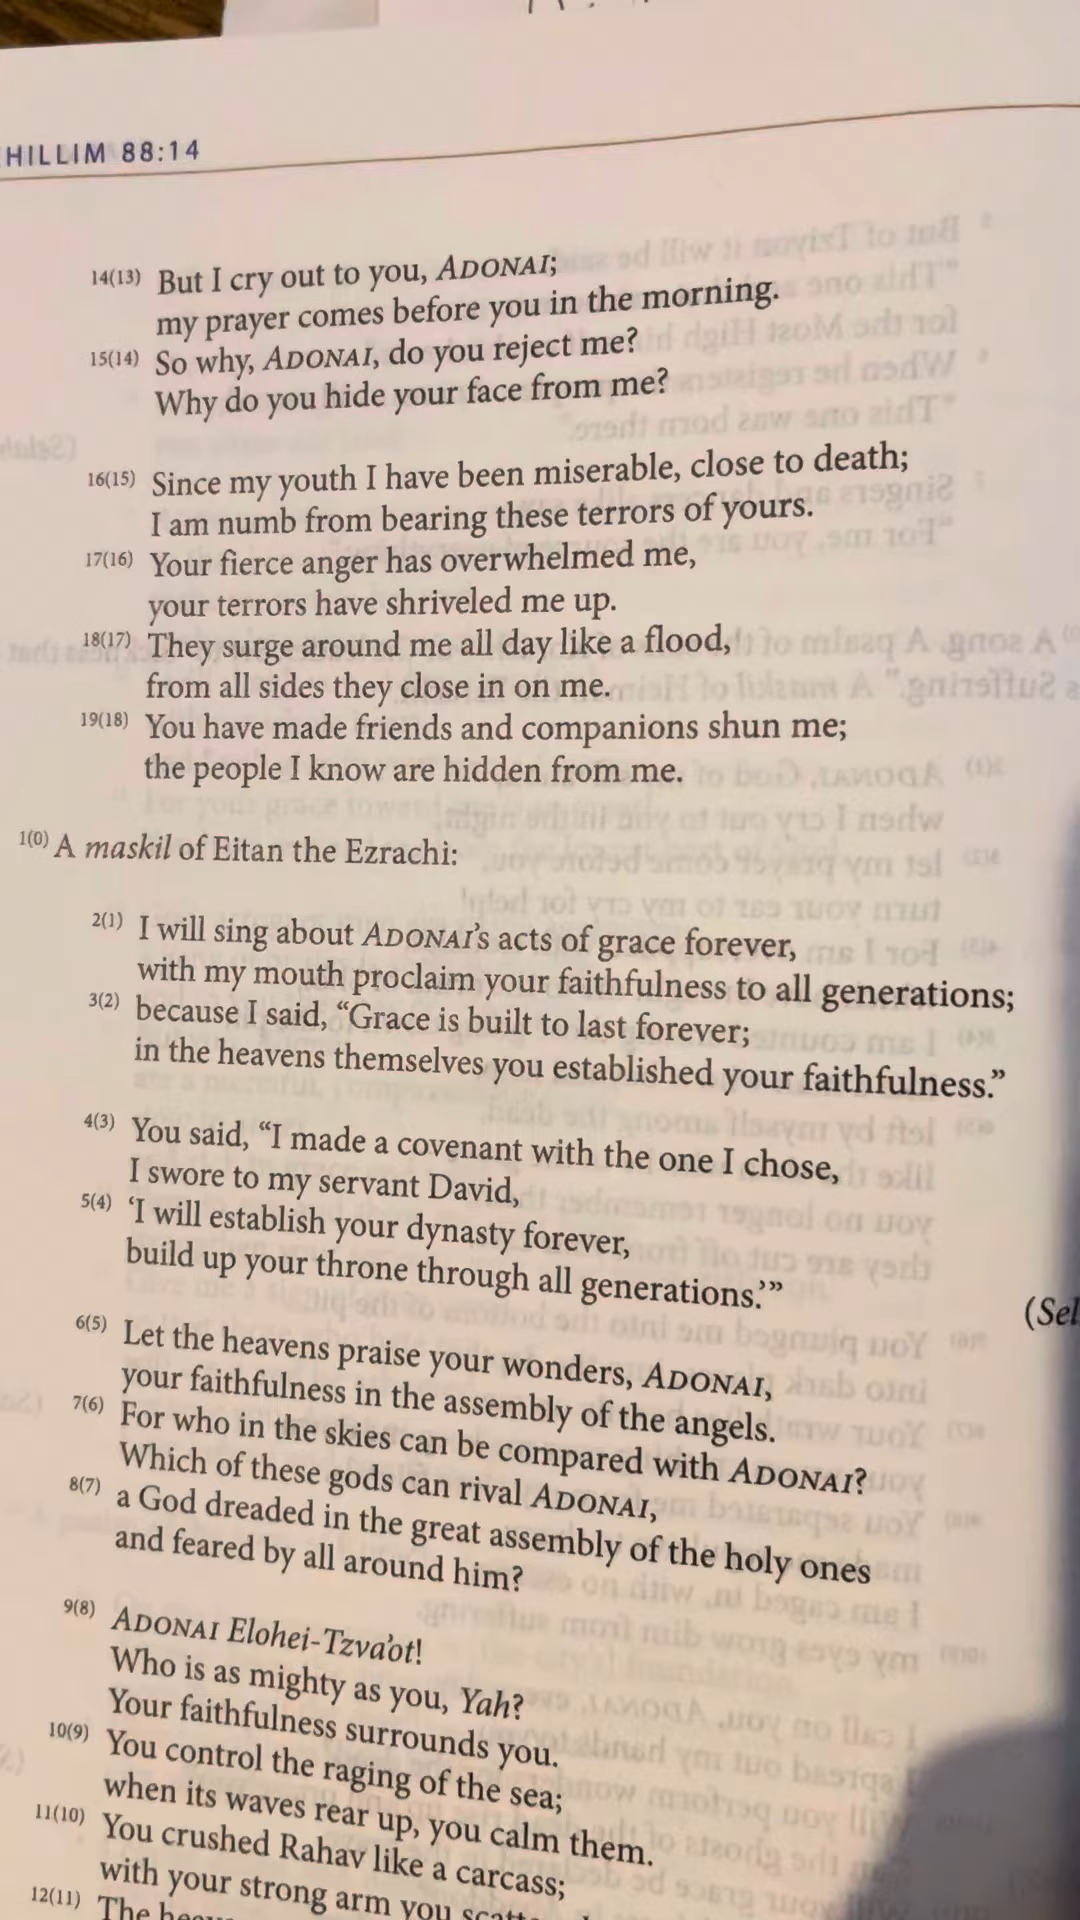 HILLIM 88:14
14(13) But I cry out to you, ADONAI;
my prayer comes before you in the morning.
15(14) So why, ADONAI, do you reject me?
Why do you hide your face from me?
16(15) Since my youth I have been miserable, close to death;
I am numb from bearing these terrors of yours.
17(16) Your fierce anger has overwhelmed me,
your terrors have shriveled me up.
18(17) They surge around me all day like a flood,
from all sides they close in on me.
19(18) You have made friends and companions shun me;
the people I know are hidden from me.
1(0) A maskil of Eitan the Ezrachi:
2(1) I will sing about ADONAI's acts of grace forever,
with my mouth proclaim your faithfulness to all generations;
3(2) because I said, “Grace is built to last forever;
in the heavens themselves you established your faithfulness.”
4(3) You said, “I made a covenant with the one I chose,
I swore to my servant David,
5(4) ‘I will establish your dynasty forever,
build up your throne through all generations.’”
(Sel
6(5) Let the heavens praise your wonders, ADONAI,
your faithfulness in the assembly of the angels.
7(6) For who in the skies can be compared with ADONAI?
Which of these gods can rival ADONAI,
8(7) a God dreaded in the great assembly of the holy ones
and feared by all around him?
9(8) ADONAI Elohei-Tzva'ot!
Who is as mighty as you, Yah?
Your faithfulness surrounds you.
10(9) You control the raging of the sea;
when its waves rear up, you calm them.
11(10) You crushed Rahav like a carcass;
with your strong arm you
12(11) The